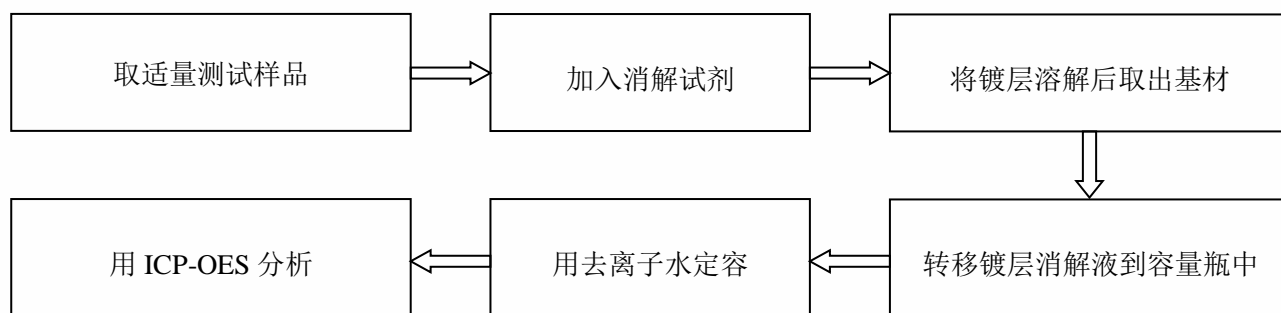 取适量测试样品
加入消解试剂
将镀层溶解后取出基材
转移镀层消解液到容量瓶中
用去离子水定容
用 ICP-OES 分析